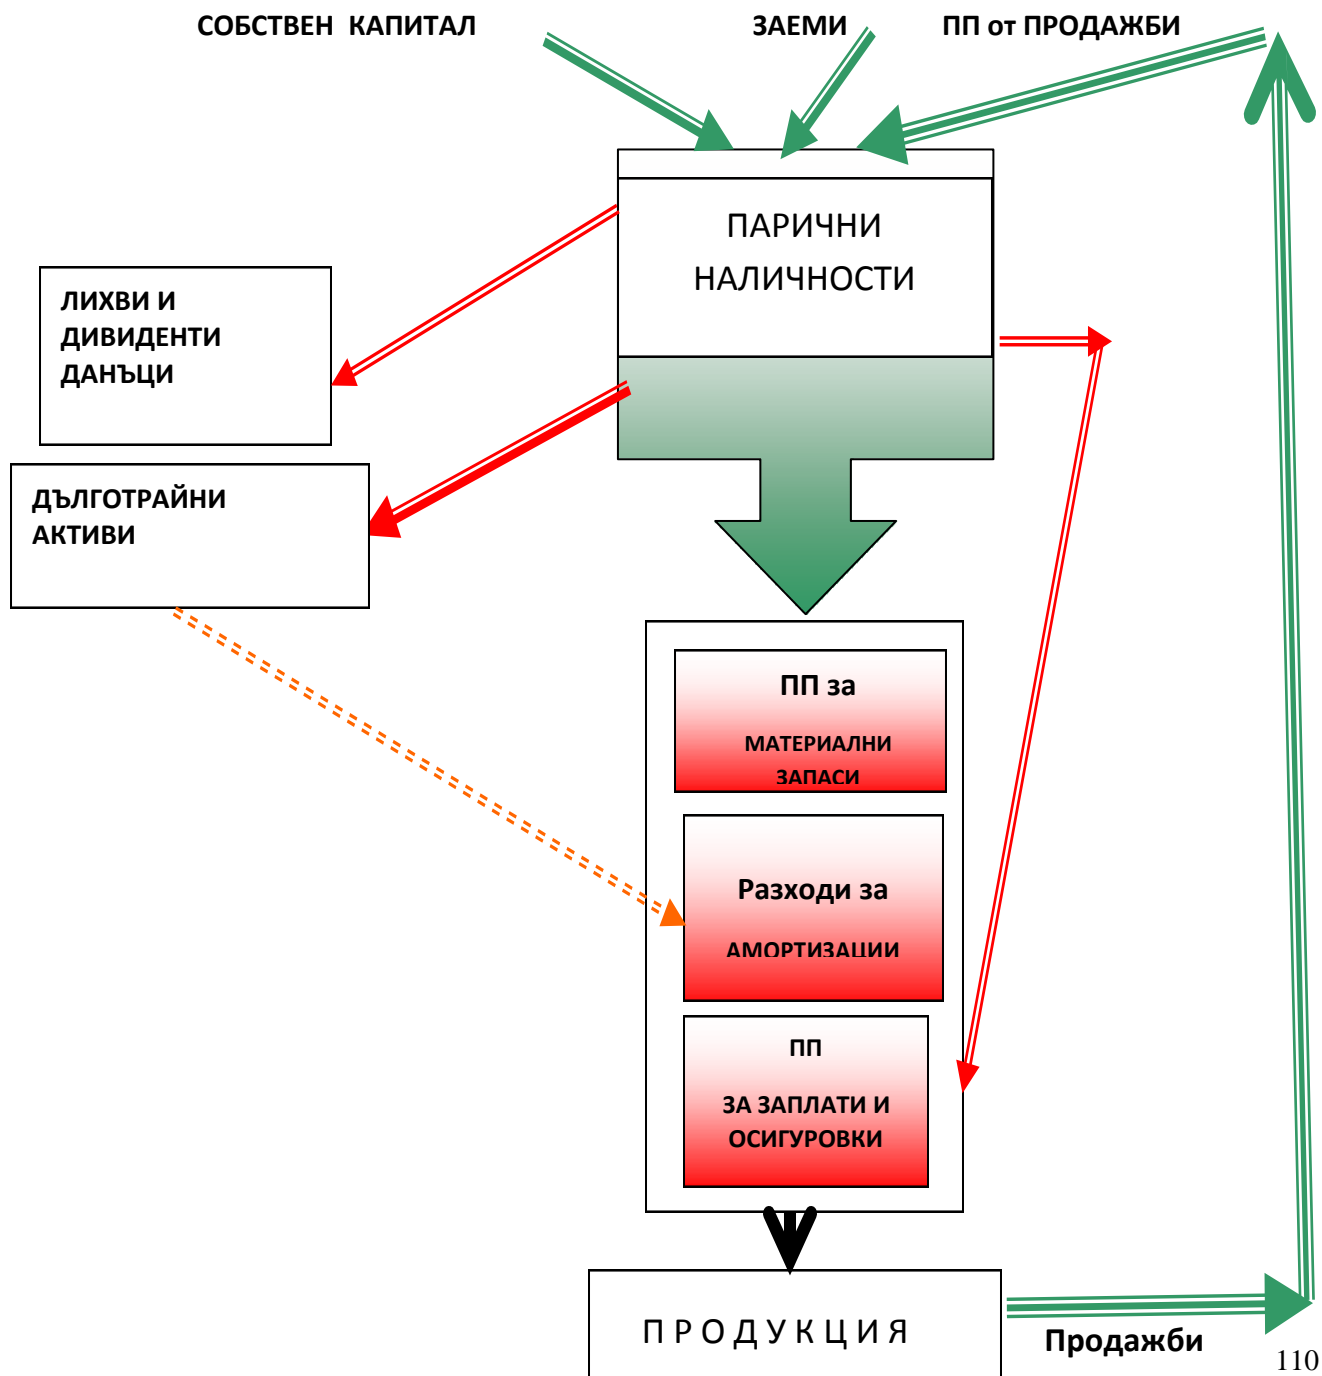 СОБСТВЕН КАПИТАЛ ЗАЕМИ ПП от ПРОДАЖБИ
ПАРИЧНИ
НАЛИЧНОСТИ
ЛИХВИ И
ДИВИДЕНТИ
ДАНЪЦИ
ДЪЛГОТРАЙНИ
АКТИВИ
ПП за
МАТЕРИАЛНИ
ЗАПАСИ
Разходи за
АМОРТИЗАЦИИ
ПП
ЗА ЗАПЛАТИ И
ОСИГУРОВКИ
П Р О Д У К Ц И Я
Продажби
110